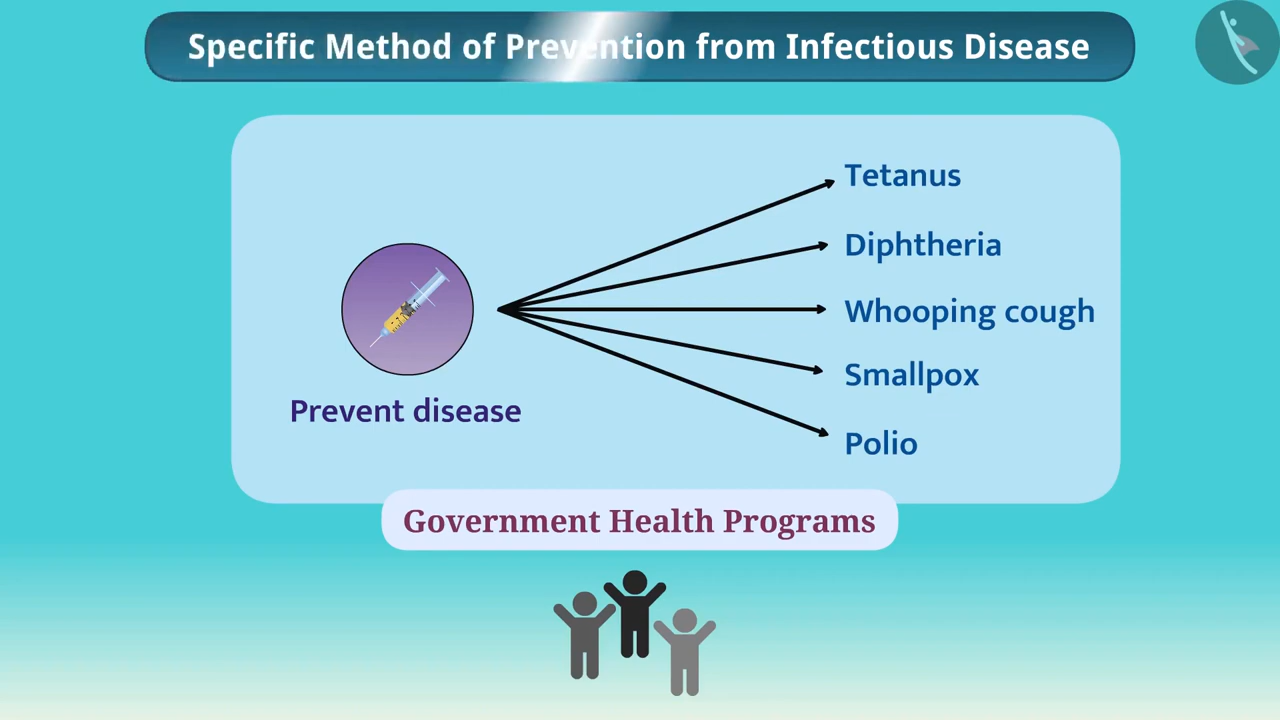 Specific Method of Prevention from Infectious Disease
Tetanus
Diphtheria
Whooping cough
Smallpox
Polio
Prevent disease
Government Health Programs